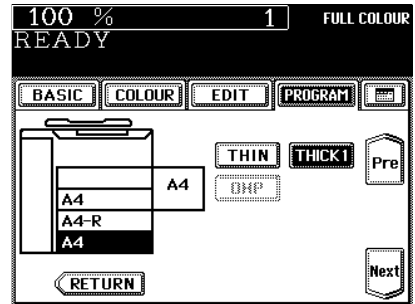 100 % 1 FULL COLOUR
READY
BASIC COLOUR EDIT PROGRAM
THIN THICK1 Pre
A4 OHP
A4
A4-R
A4
RETURN Next